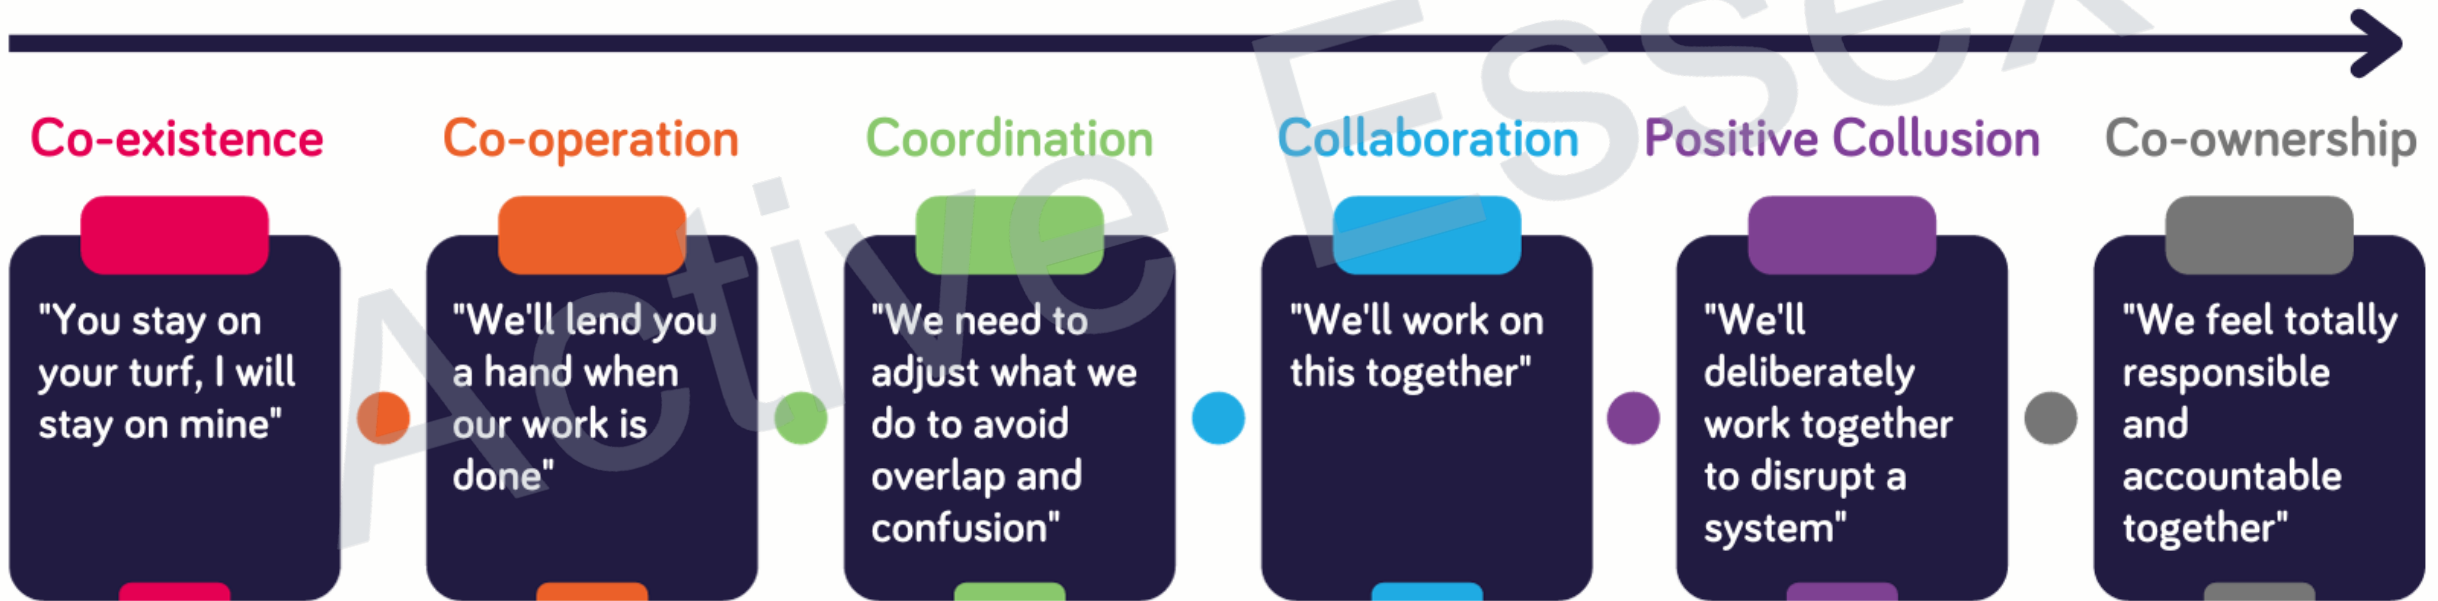 Co-existence
Co-operation
Coordination
Collaboration
Positive Collusion
Co-ownership
"You stay on
your turf, I will
stay on mine"
"We'll lend you
a hand when
our work is
done"
"We need to
adjust what we
do to avoid
overlap and
confusion"
"We'll work on
this together"
"We'll
deliberately
work together
to disrupt a
system"
"We feel totally
responsible
and
accountable
together"
Active Essex